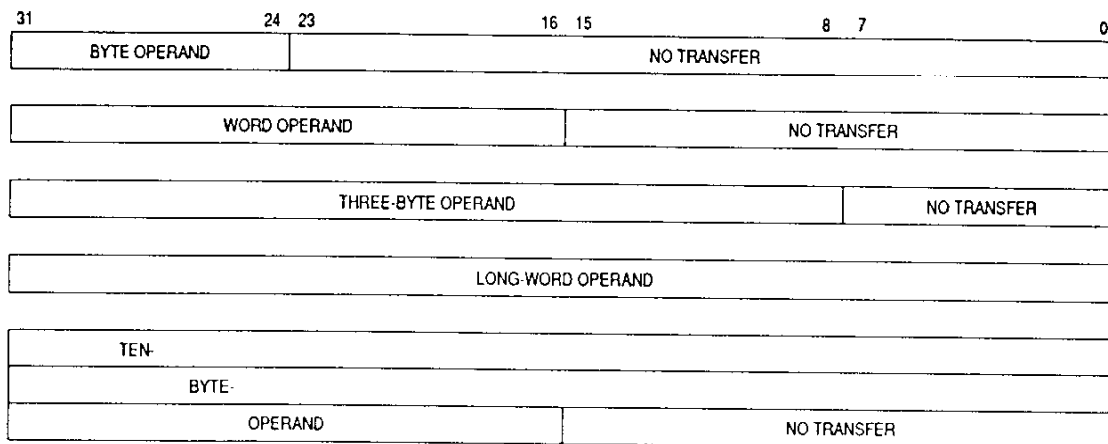 31 24 23 16 15 8 7 0
BYTE OPERAND NO TRANSFER
WORD OPERAND NO TRANSFER
THREE-BYTE OPERAND NO TRANSFER
LONG-WORD OPERAND
TEN-
BYTE-
OPERAND NO TRANSFER